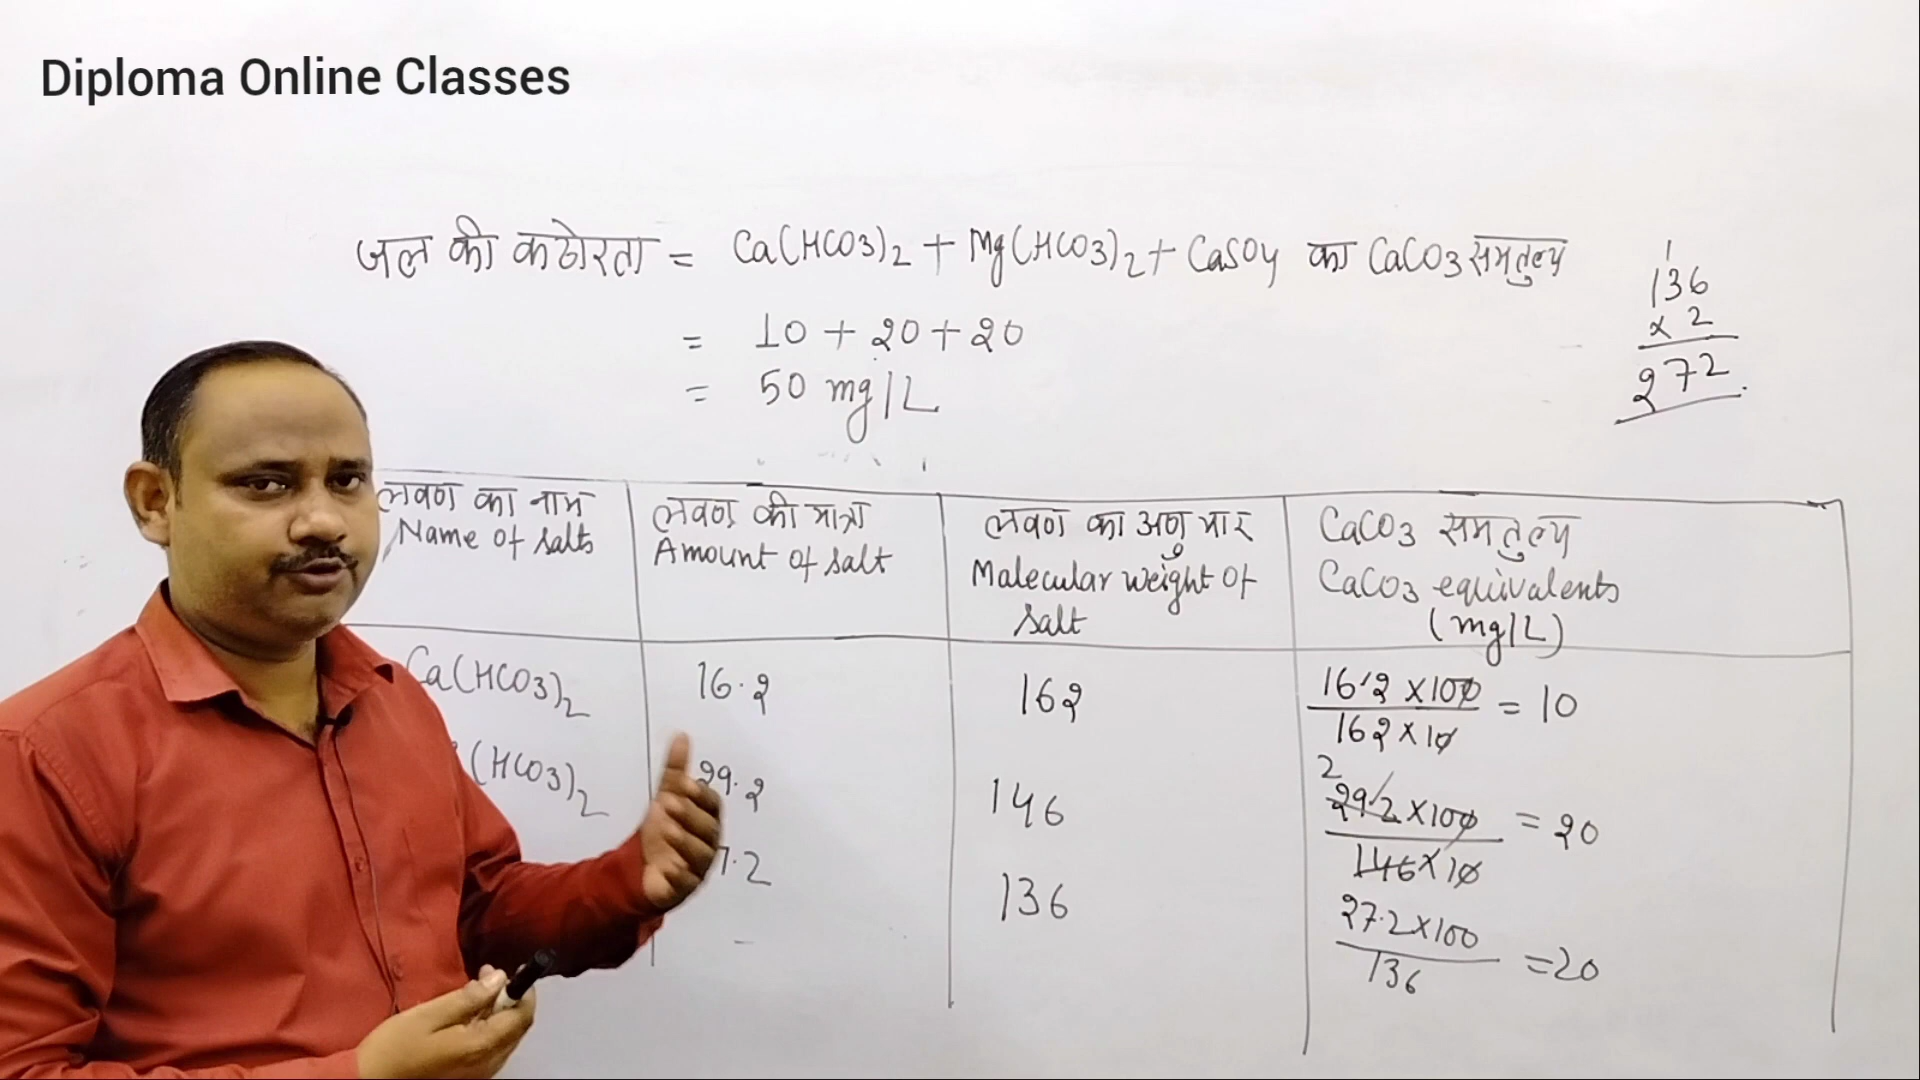 Diploma Online Classes
जल की कठोरता = Ca(HCO3)2 + Mg(HCO3)2 + CaSO4 का CaCO3 समतुल्य
= 10 + 20 + 20
= 50 mg/L
1
136
x 2
272
लवण का नाम
Name of salts
लवण की मात्रा
Amount of salt
लवण का अणु भार
Malecular weight of
salt
CaCO3 समतुल्य
CaCO3 equivalents
(mg/L)
Ca(HCO3)2
16.2
162
16.2 x 100
162 x 10
= 10
(HCO3)2
29.2
146
2
29.2 x 100
146 x 10
= 20
7.2
136
27.2 x 100
136
= 20